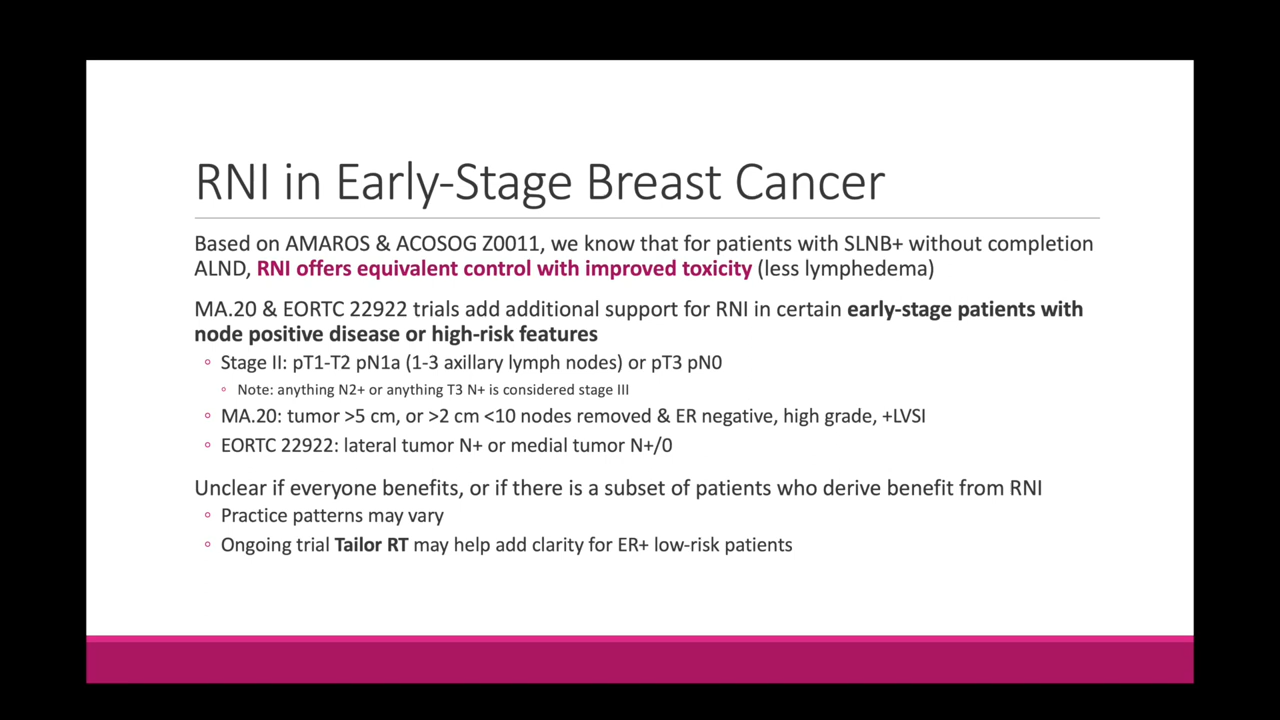 RNI in Early-Stage Breast Cancer
Based on AMAROS & ACOSOG Z0011, we know that for patients with SLNB+ without completion
ALND, RNI offers equivalent control with improved toxicity (less lymphedema)
MA.20 & EORTC 22922 trials add additional support for RNI in certain early-stage patients with
node positive disease or high-risk features
◦ Stage II: pT1-T2 pN1a (1-3 axillary lymph nodes) or pT3 pN0
◦ Note: anything N2+ or anything T3 N+ is considered stage III
◦ MA.20: tumor >5 cm, or >2 cm <10 nodes removed & ER negative, high grade, +LVSI
◦ EORTC 22922: lateral tumor N+ or medial tumor N+/0
Unclear if everyone benefits, or if there is a subset of patients who derive benefit from RNI
◦ Practice patterns may vary
◦ Ongoing trial Tailor RT may help add clarity for ER+ low-risk patients